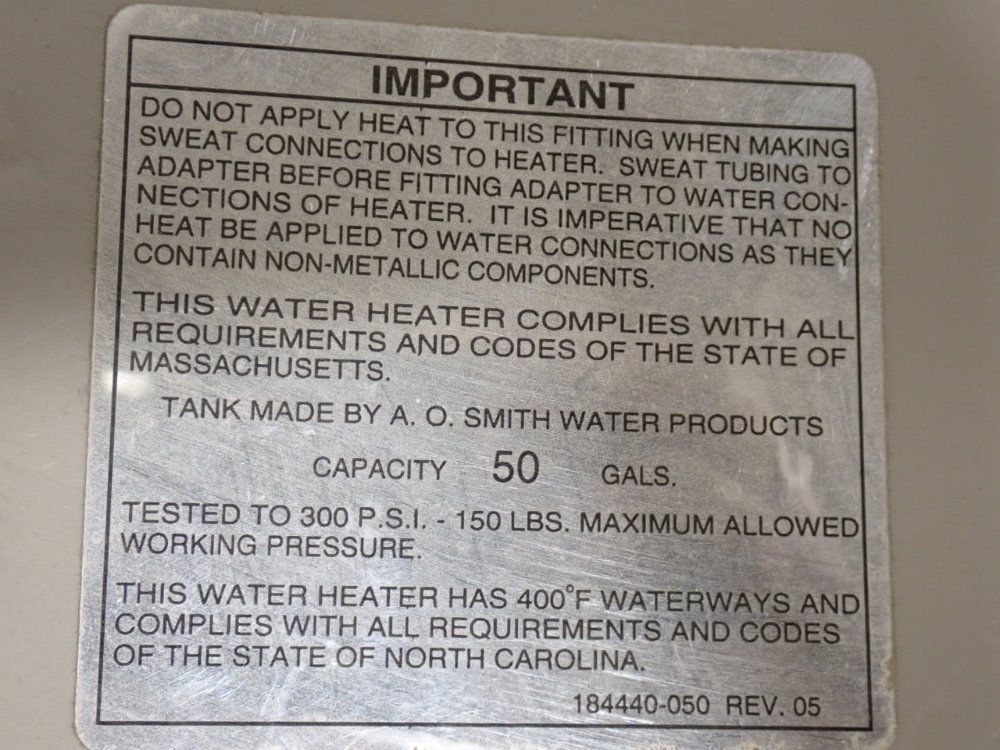 IMPORTANT
DO NOT APPLY HEAT TO THIS FITTING WHEN MAKING
SWEAT CONNECTIONS TO HEATER. SWEAT TUBING TO
ADAPTER BEFORE FITTING ADAPTER TO WATER CON-
NECTIONS OF HEATER. IT IS IMPERATIVE THAT NO
HEAT BE APPLIED TO WATER CONNECTIONS AS THEY
CONTAIN NON-METALLIC COMPONENTS.
THIS WATER HEATER COMPLIES WITH ALL
REQUIREMENTS AND CODES OF THE STATE OF
MASSACHUSETTS.
TANK MADE BY A. O. SMITH WATER PRODUCTS
CAPACITY 50 GALS.
TESTED TO 300 P.S.I. - 150 LBS. MAXIMUM ALLOWED
WORKING PRESSURE.
THIS WATER HEATER HAS 400°F WATERWAYS AND
COMPLIES WITH ALL REQUIREMENTS AND CODES
OF THE STATE OF NORTH CAROLINA.
184440-050 REV. 05